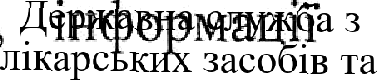 Державна служба з
інформації
лікарських засобів та